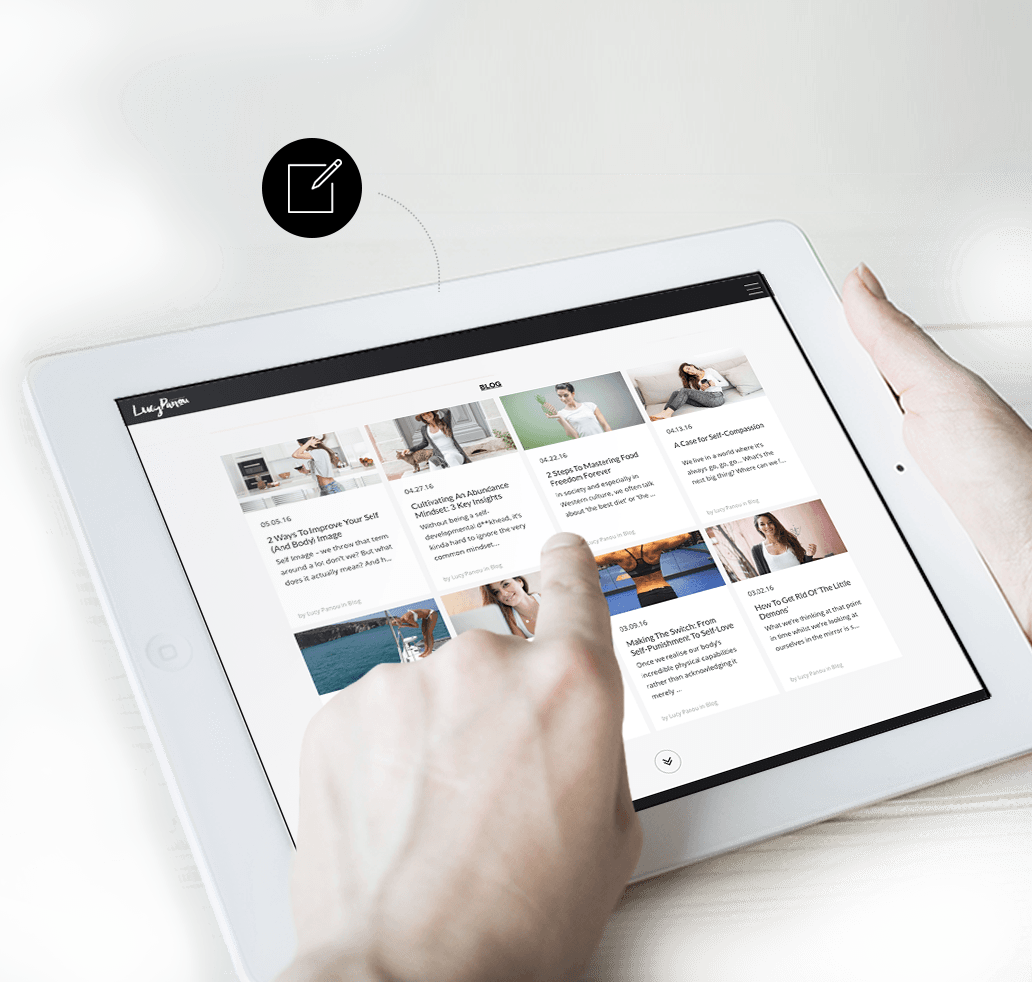 Lucy Panou
BLOG
05.05.16
2 Ways To Improve Your Self
(And Body) Image
Self Image – we throw that term
around a lot don't we? But what
does it actually mean? And h...
by Lucy Panou in Blog
04.27.16
Cultivating An Abundance
Mindset: 3 Key Insights
Without being a self-
developmental d**khead, it's
kinda hard to ignore the very
common mindset...
by Lucy Panou in Blog
04.22.16
2 Steps To Mastering Food
Freedom Forever
In society and especially in
Western culture, we often talk
about 'the best diet' or 'the ...
by Lucy Panou in Blog
04.13.16
A Case for Self-Compassion
We live in a world where it's
always go, go, go... What's the
next big thing? Where can we f...
by Lucy Panou in Blog
03.09.16
Making The Switch: From
Self-Punishment To Self-Love
Once we realise our body's
incredible physical capabilities
rather than acknowledging it
merely ...
by Lucy Panou in Blog
03.02.16
How To Get Rid Of 'The Little
Demons'
What we're thinking at that point
in time whilst we're looking at
ourselves in the mirror is s...
by Lucy Panou in Blog